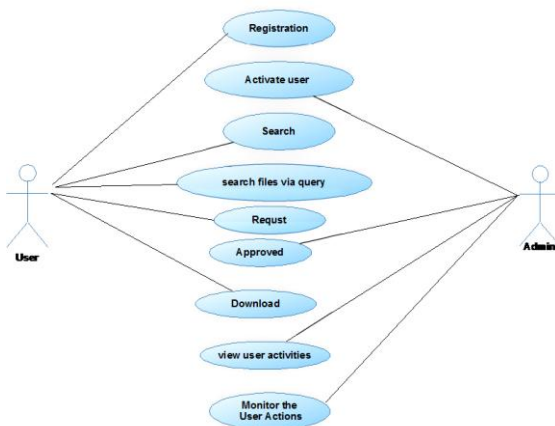 Registration
Activate user
Search
search files via query
Requst
Approved
User
Admin
Download
view user activities
Monitor the
User Actions